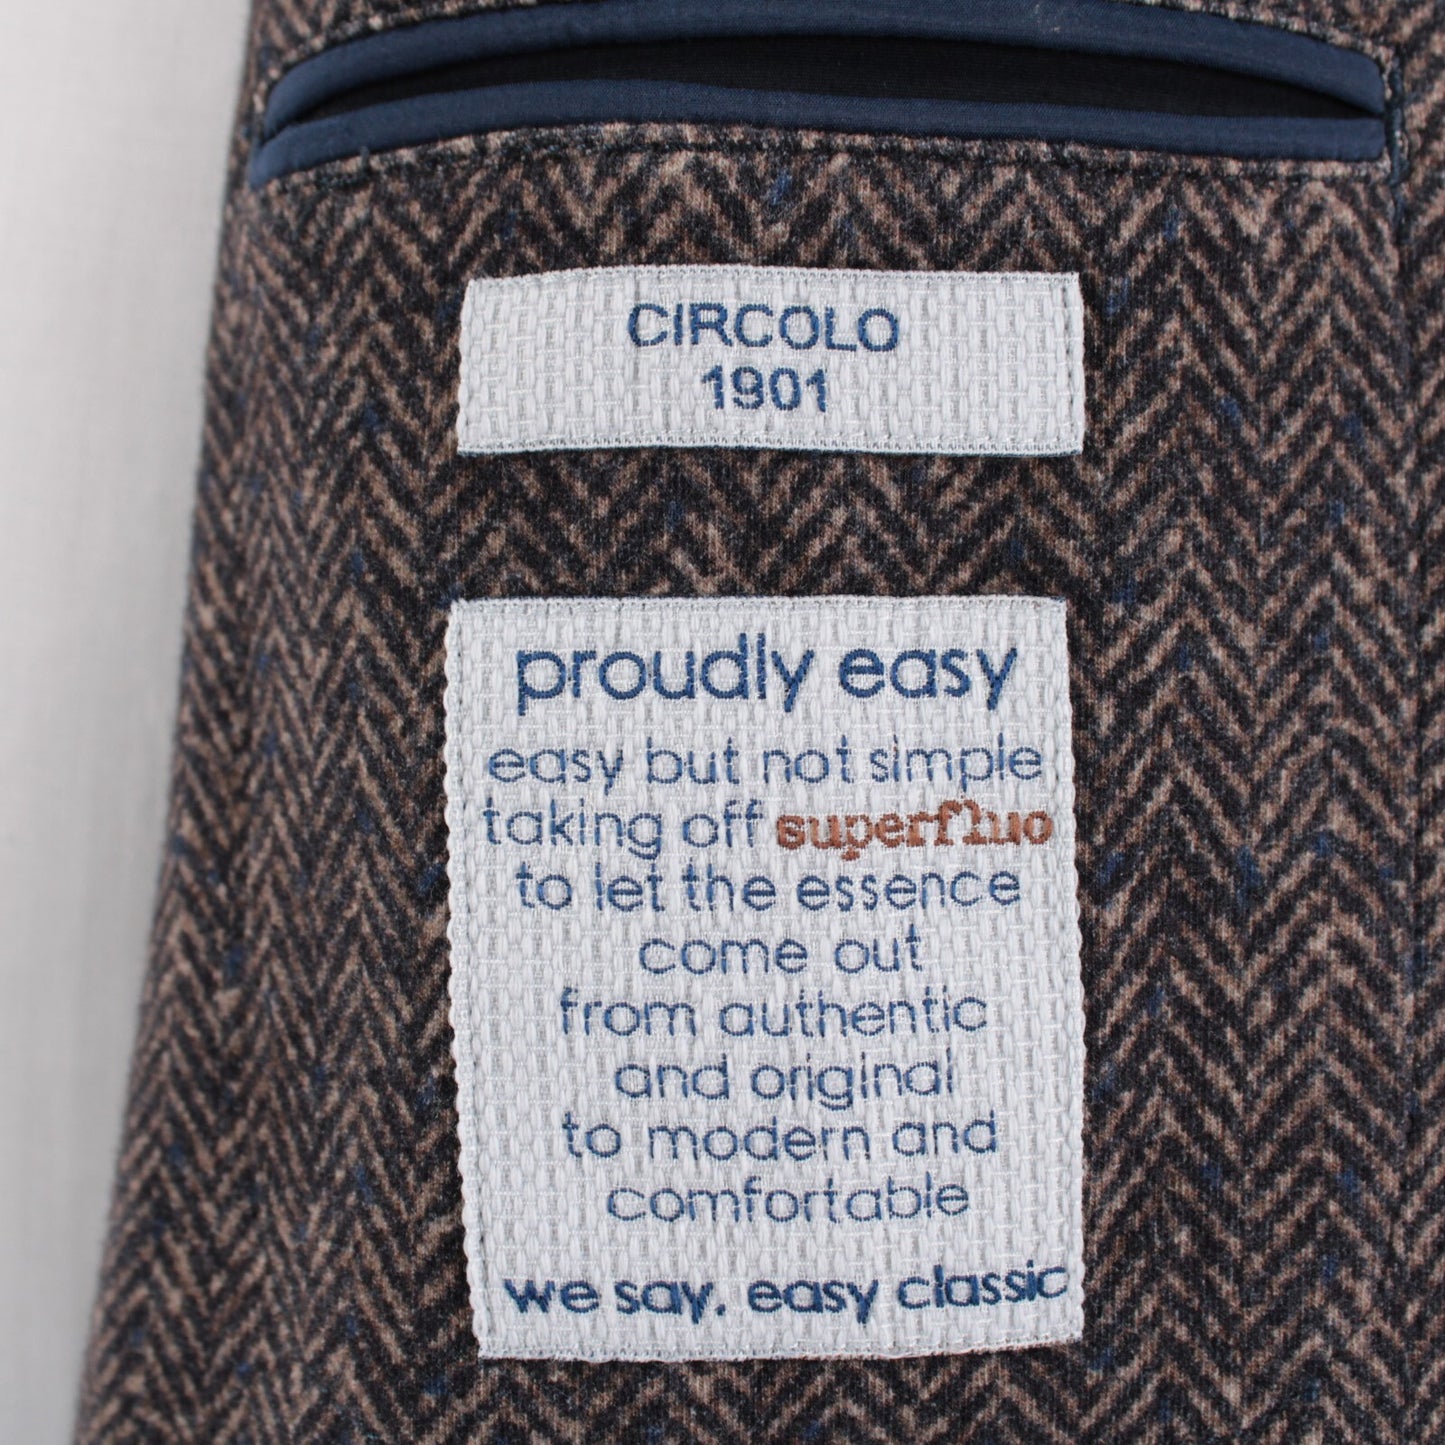 CIRCOLO
1901
proudly easy
easy but not simple
taking off superfluo
to let the essence
come out
from authentic
and original
to modern and
comfortable
we say, easy classic